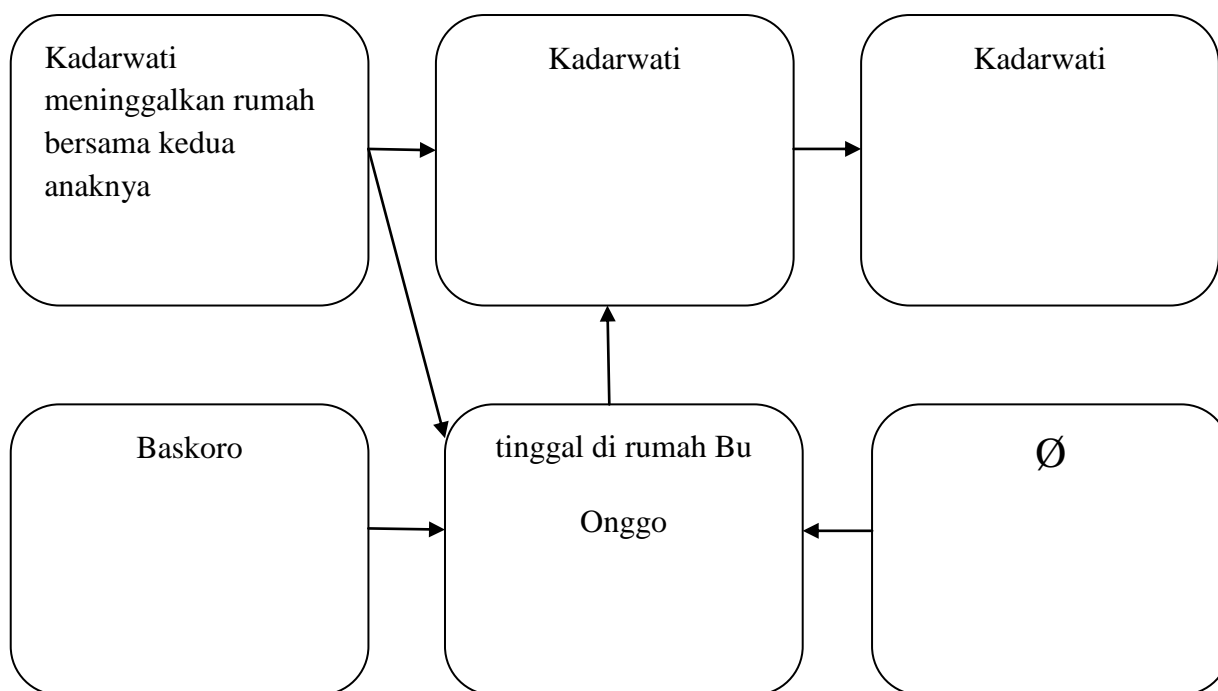 Kadarwati
meninggalkan rumah
bersama kedua
anaknya
Kadarwati
Kadarwati
Baskoro
tinggal di rumah Bu
Onggo
Ø